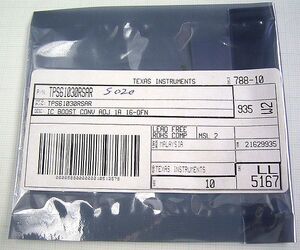 TEXAS INSTRUMENTS
788-10
P/N: TPS61030RSAR
5020
TPS61030RSAR
IC BOOST CONV ADJ 1A 16-QFN
935
W2
LEAD FREE
ROHS COMP
MSL 2
MALAYSIA
21629935
TEXAS INSTRUMENTS
LL
10
5167